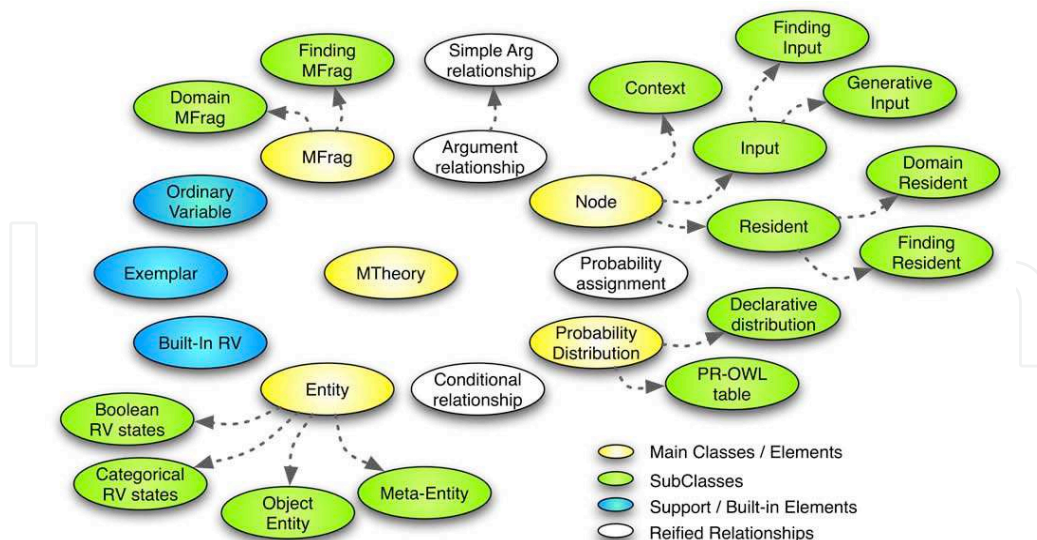 Finding
MFrag
Simple Arg
relationship
Finding
Input
Domain
MFrag
Context
Generative
Input
MFrag
Argument
relationship
Input
Ordinary
Variable
Node
Domain
Resident
Resident
Exemplar
MTheory
Probability
assignment
Finding
Resident
Built-In RV
Probability
Distribution
Declarative
distribution
Entity
Conditional
relationship
PR-OWL
table
Boolean
RV states
Categorical
RV states
Object
Entity
Meta-Entity
Main Classes / Elements
SubClasses
Support / Built-in Elements
Reified Relationships